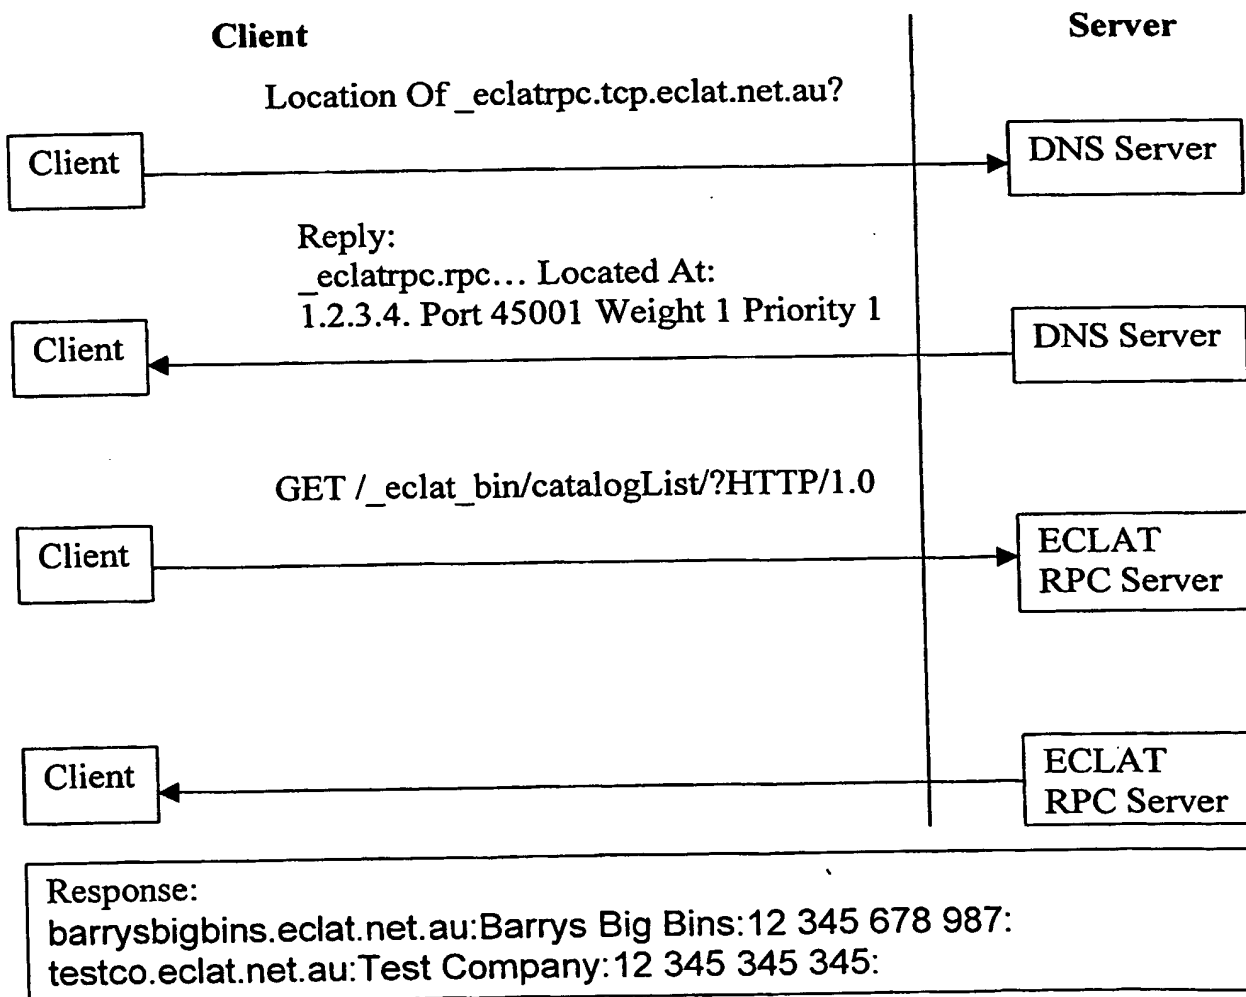 Client
Server
Location Of _eclatrpc.tcp.eclat.net.au?
Client
DNS Server
Reply:
_eclatrpc.rpc... Located At:
1.2.3.4. Port 45001 Weight 1 Priority 1
Client
DNS Server
GET /_eclat_bin/catalogList/?HTTP/1.0
Client
ECLAT
RPC Server
Client
ECLAT
RPC Server
Response:
barrysbigbins.eclat.net.au:Barrys Big Bins:12 345 678 987:
testco.eclat.net.au:Test Company:12 345 345 345: